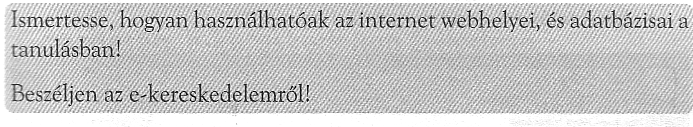 Ismertesse, hogyan használhatóak az internet webhelyei, és adatbázisai a
tanulásban!
Beszéljen az e-kereskedelemről!